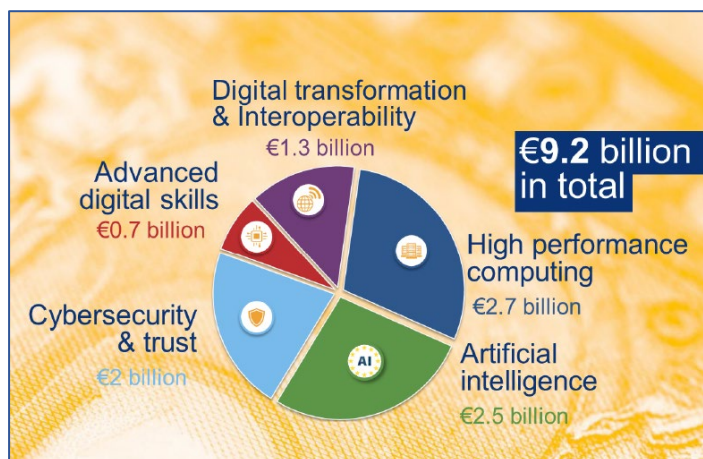 Digital transformation
& Interoperability
€1.3 billion
€9.2 billion
in total
Advanced
digital skills
€0.7 billion
High performance
computing
€2.7 billion
Cybersecurity
& trust
€2 billion
AI
Artificial
intelligence
€2.5 billion